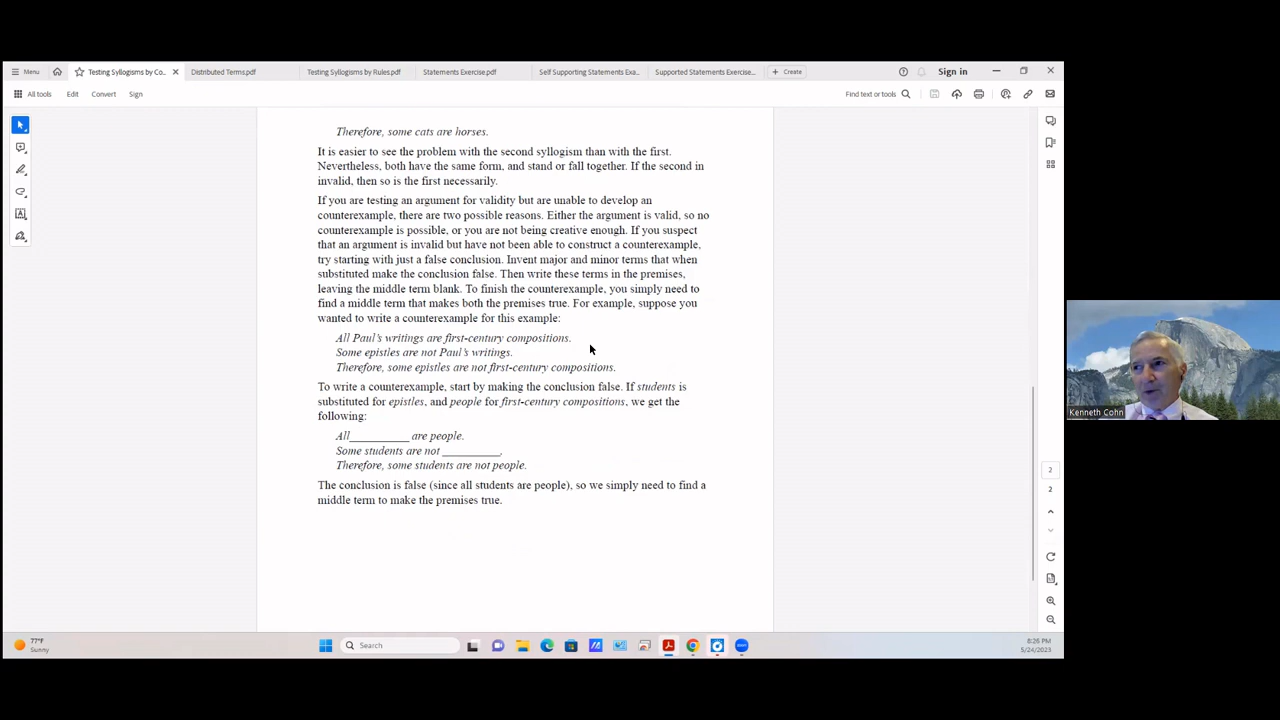 Menu
Testing Syllogisms by Co...
Distributed Terms.pdf
Testing Syllogisms by Rules.pdf
Statements Exercise.pdf
Self Supporting Statements Exa...
Supported Statements Exercise...
+ Create
Sign in
All tools
Edit
Convert
Sign
Find text or tools
Therefore, some cats are horses.
It is easier to see the problem with the second syllogism than with the first.
Nevertheless, both have the same form, and stand or fall together. If the second in
invalid, then so is the first necessarily.
If you are testing an argument for validity but are unable to develop an
counterexample, there are two possible reasons. Either the argument is valid, so no
counterexample is possible, or you are not being creative enough. If you suspect
that an argument is invalid but have not been able to construct a counterexample,
try starting with just a false conclusion. Invent major and minor terms that when
substituted make the conclusion false. Then write these terms in the premises,
leaving the middle term blank. To finish the counterexample, you simply need to
find a middle term that makes both the premises true. For example, suppose you
wanted to write a counterexample for this example:
All Paul's writings are first-century compositions.
Some epistles are not Paul's writings.
Therefore, some epistles are not first-century compositions.
To write a counterexample, start by making the conclusion false. If students is
substituted for epistles, and people for first-century compositions, we get the
following:
All__________ are people.
Some students are not __________.
Therefore, some students are not people.
The conclusion is false (since all students are people), so we simply need to find a
middle term to make the premises true.
2
2
Kenneth Cohn
77°F
Sunny
Search
8:26 PM
5/24/2023